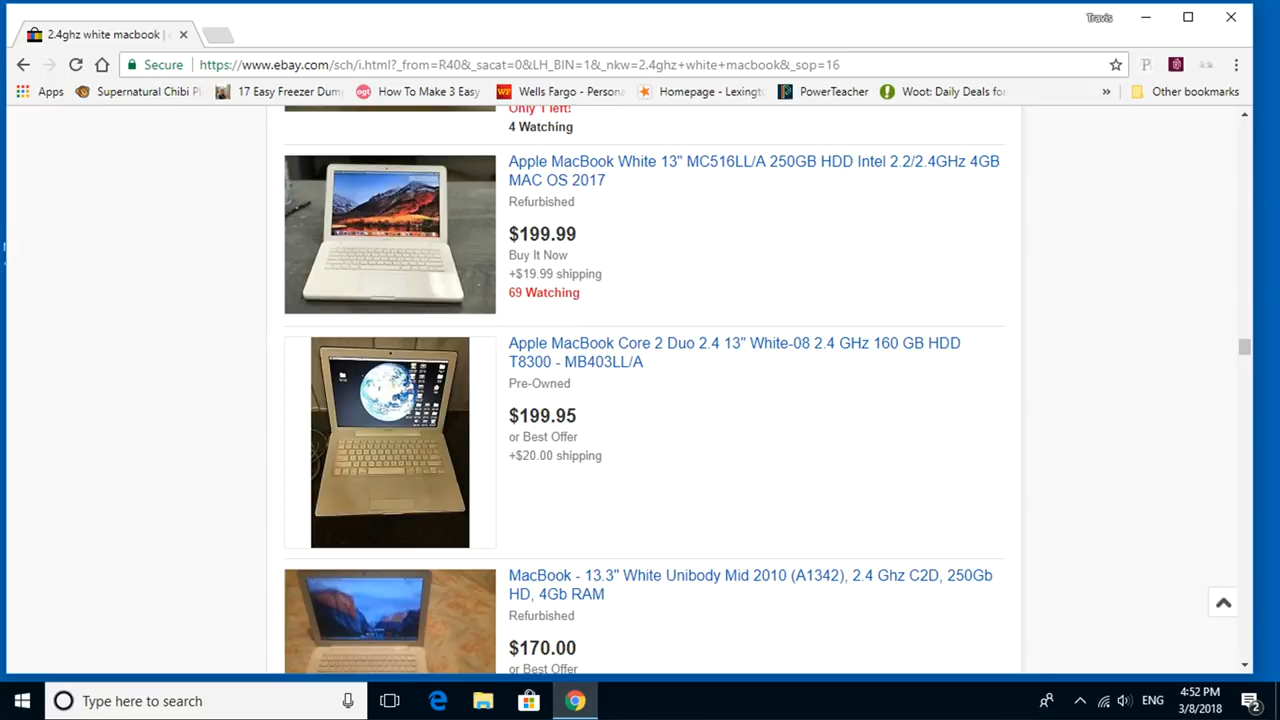 Travis
2.4ghz white macbook |
Secure
https://www.ebay.com/sch/i.html?_from=R40&_sacat=0&LH_BIN=1&_nkw=2.4ghz+white+macbook&_sop=16
Apps
Supernatural Chibi Pi
17 Easy Freezer Dum
How To Make 3 Easy
Wells Fargo - Persona
Homepage - Lexingt
PowerTeacher
Woot: Daily Deals for
»
Other bookmarks
Only 1 left!
4 Watching
Apple MacBook White 13" MC516LL/A 250GB HDD Intel 2.2/2.4GHz 4GB
MAC OS 2017
Refurbished
$199.99
Buy It Now
+$19.99 shipping
69 Watching
Apple MacBook Core 2 Duo 2.4 13" White-08 2.4 GHz 160 GB HDD
T8300 - MB403LL/A
Pre-Owned
$199.95
or Best Offer
+$20.00 shipping
MacBook - 13.3" White Unibody Mid 2010 (A1342), 2.4 Ghz C2D, 250Gb
HD, 4Gb RAM
Refurbished
$170.00
or Best Offer
Type here to search
ENG
4:52 PM
3/8/2018
2